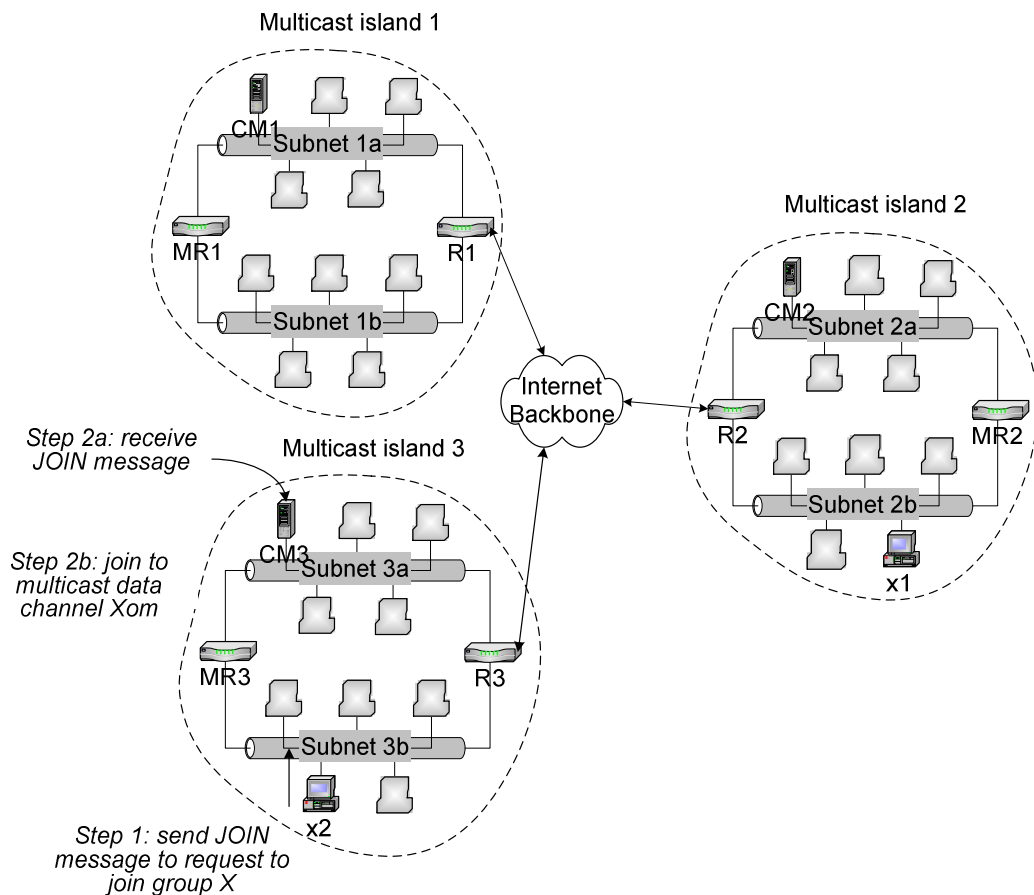 Multicast island 1
CM1
Subnet 1a
MR1
R1
Subnet 1b
Multicast island 2
CM2
Subnet 2a
R2
MR2
Subnet 2b
x1
Internet
Backbone
Step 2a: receive
JOIN message
Multicast island 3
CM3
Subnet 3a
Step 2b: join to
multicast data
channel Xom
MR3
R3
Subnet 3b
x2
Step 1: send JOIN
message to request to
join group X